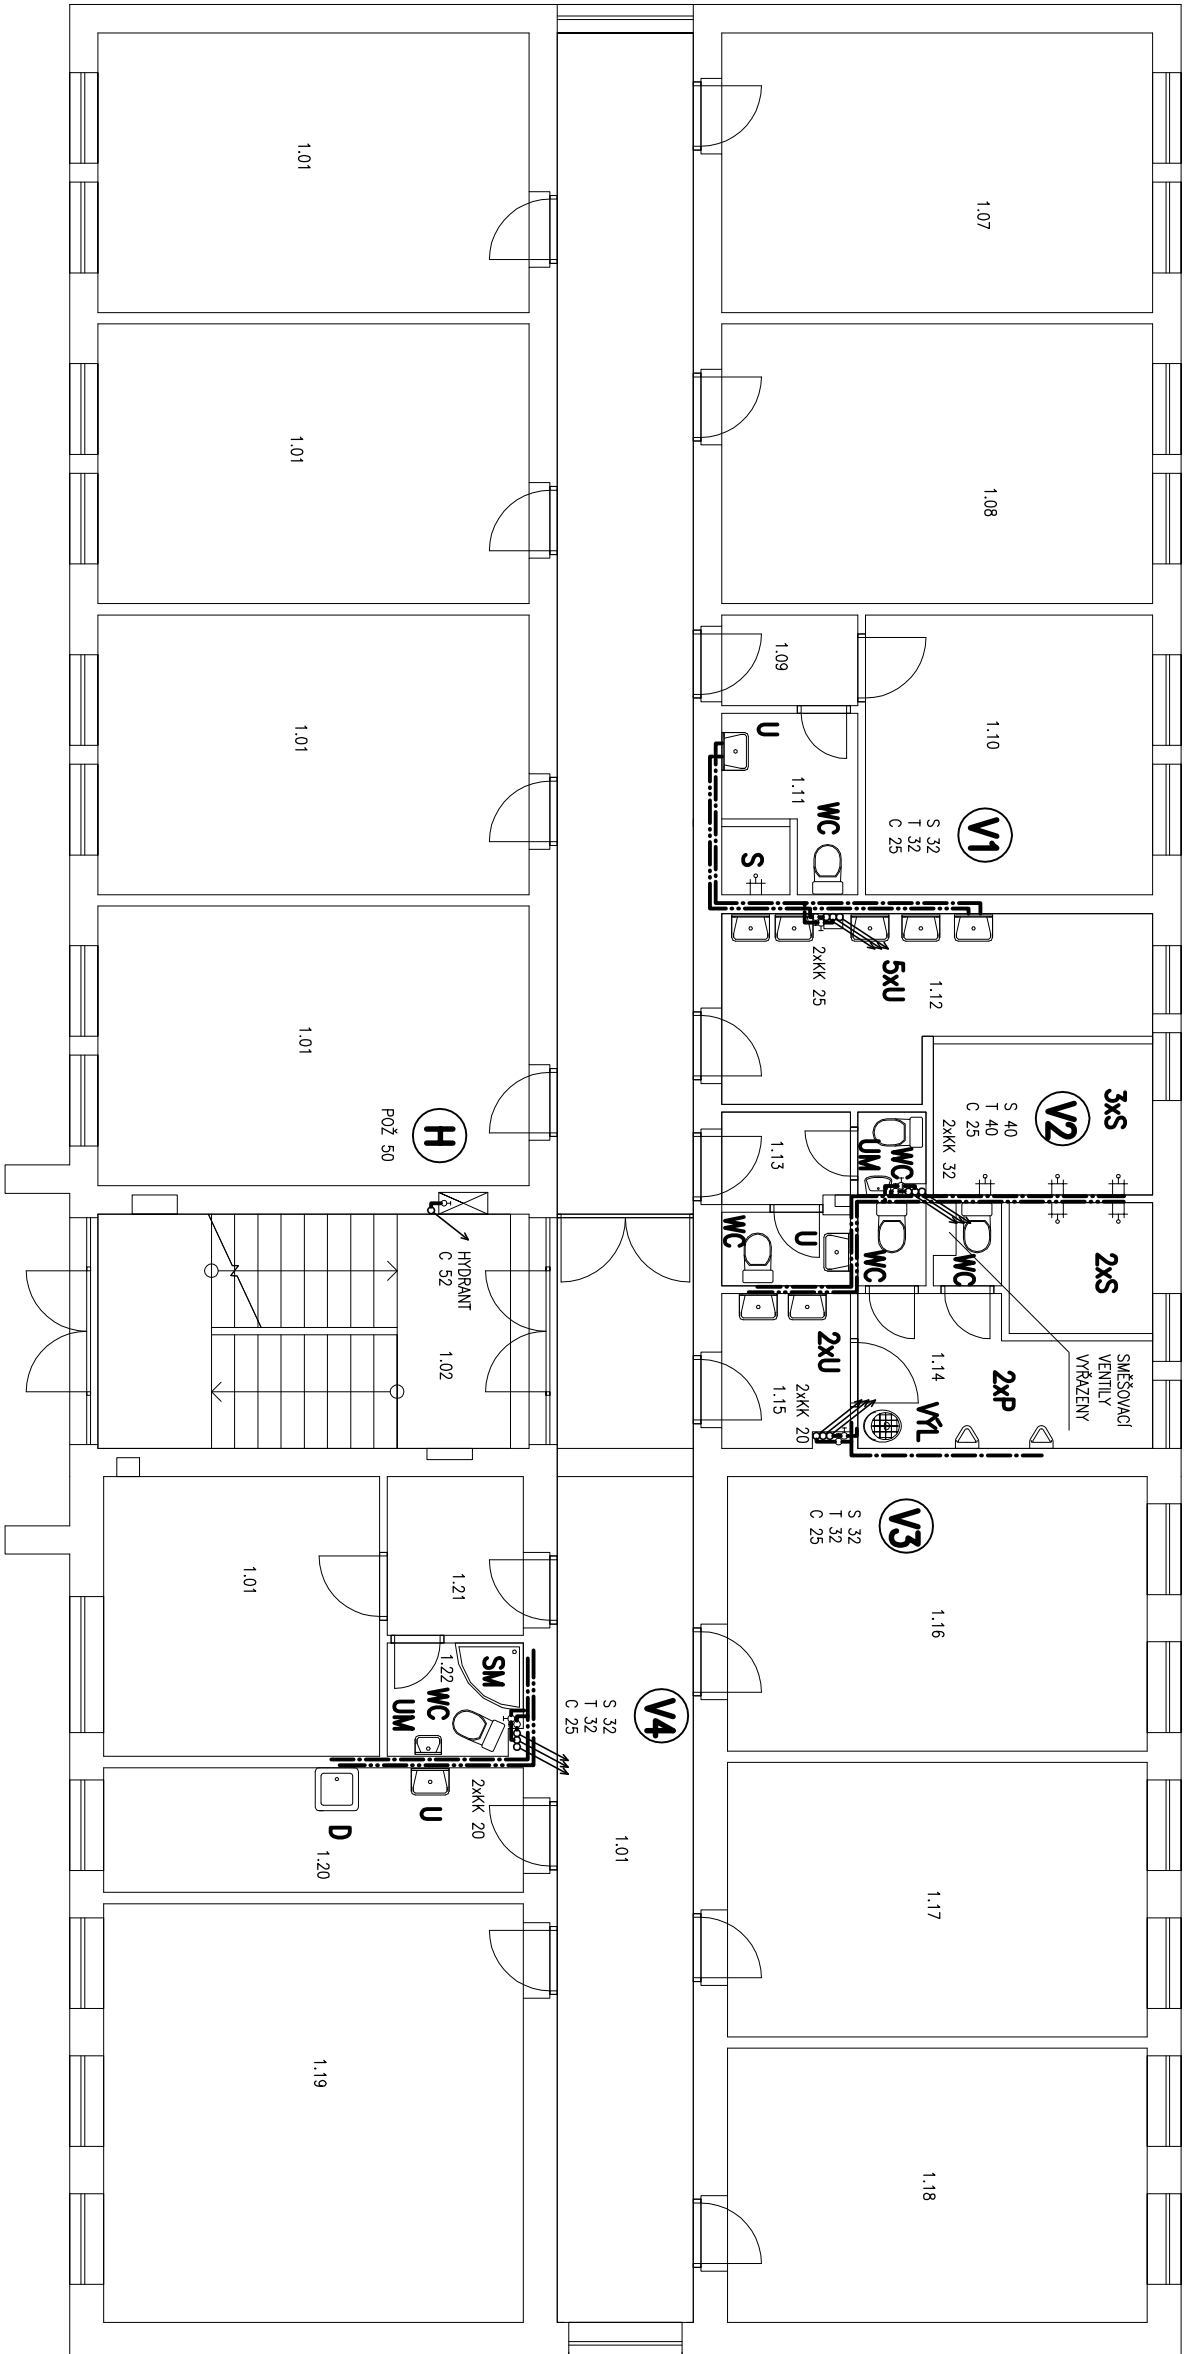 1.01
1.07
1.01
1.08
1.01
1.09
1.10
U
1.11
WC
S
V1
S 32
T 32
C 25
5xU
2xKK 25
1.12
1.01
H
POŽ 50
3xS
V2
S 40
T 40
C 25
2xKK 32
1.13
WC
UM
WC
U
WC
WC
2xS
HYDRANT
C 52
1.02
SMĚŠOVACÍ
VENTILY
VYŘAZENY
1.14
2xP
2xU
2xKK 20
1.15
VÝL
V3
S 32
T 32
C 25
1.16
1.01
1.21
1.22
SM
WC
UM
V4
S 32
T 32
C 25
2xKK 20
U
D
1.20
1.01
1.17
1.19
1.18